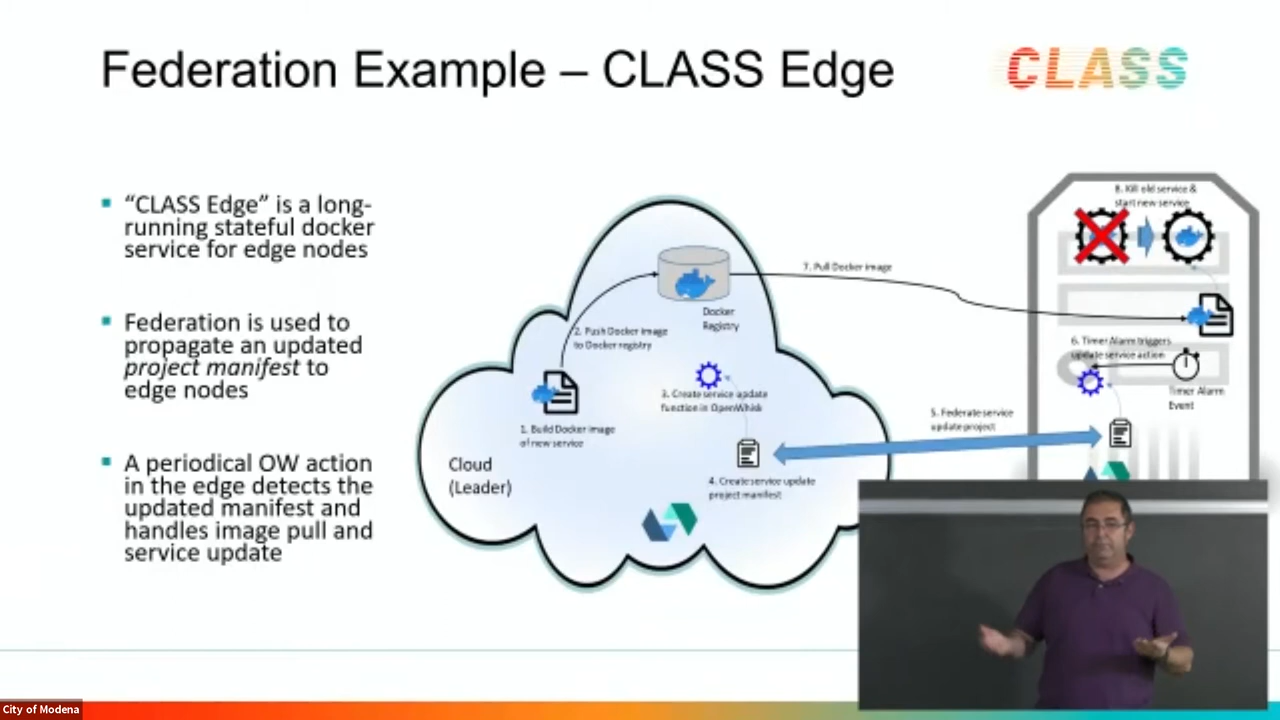 Federation Example – CLASS Edge
CLASS
“CLASS Edge” is a long-
running stateful docker
service for edge nodes
Federation is used to
propagate an updated
project manifest to
edge nodes
A periodical OW action
in the edge detects the
updated manifest and
handles image pull and
service update
8. Kill old service &
start new service
7. Pull Docker image
Docker
Registry
2. Push Docker image
to Docker registry
6. Timer Alarm triggers
update service action
Timer Alarm
Event
3. Create service update
function in OpenWhisk
5. Federate service
update project
1. Build Docker image
of new service
Cloud
(Leader)
4. Create service update
project manifest
City of Modena